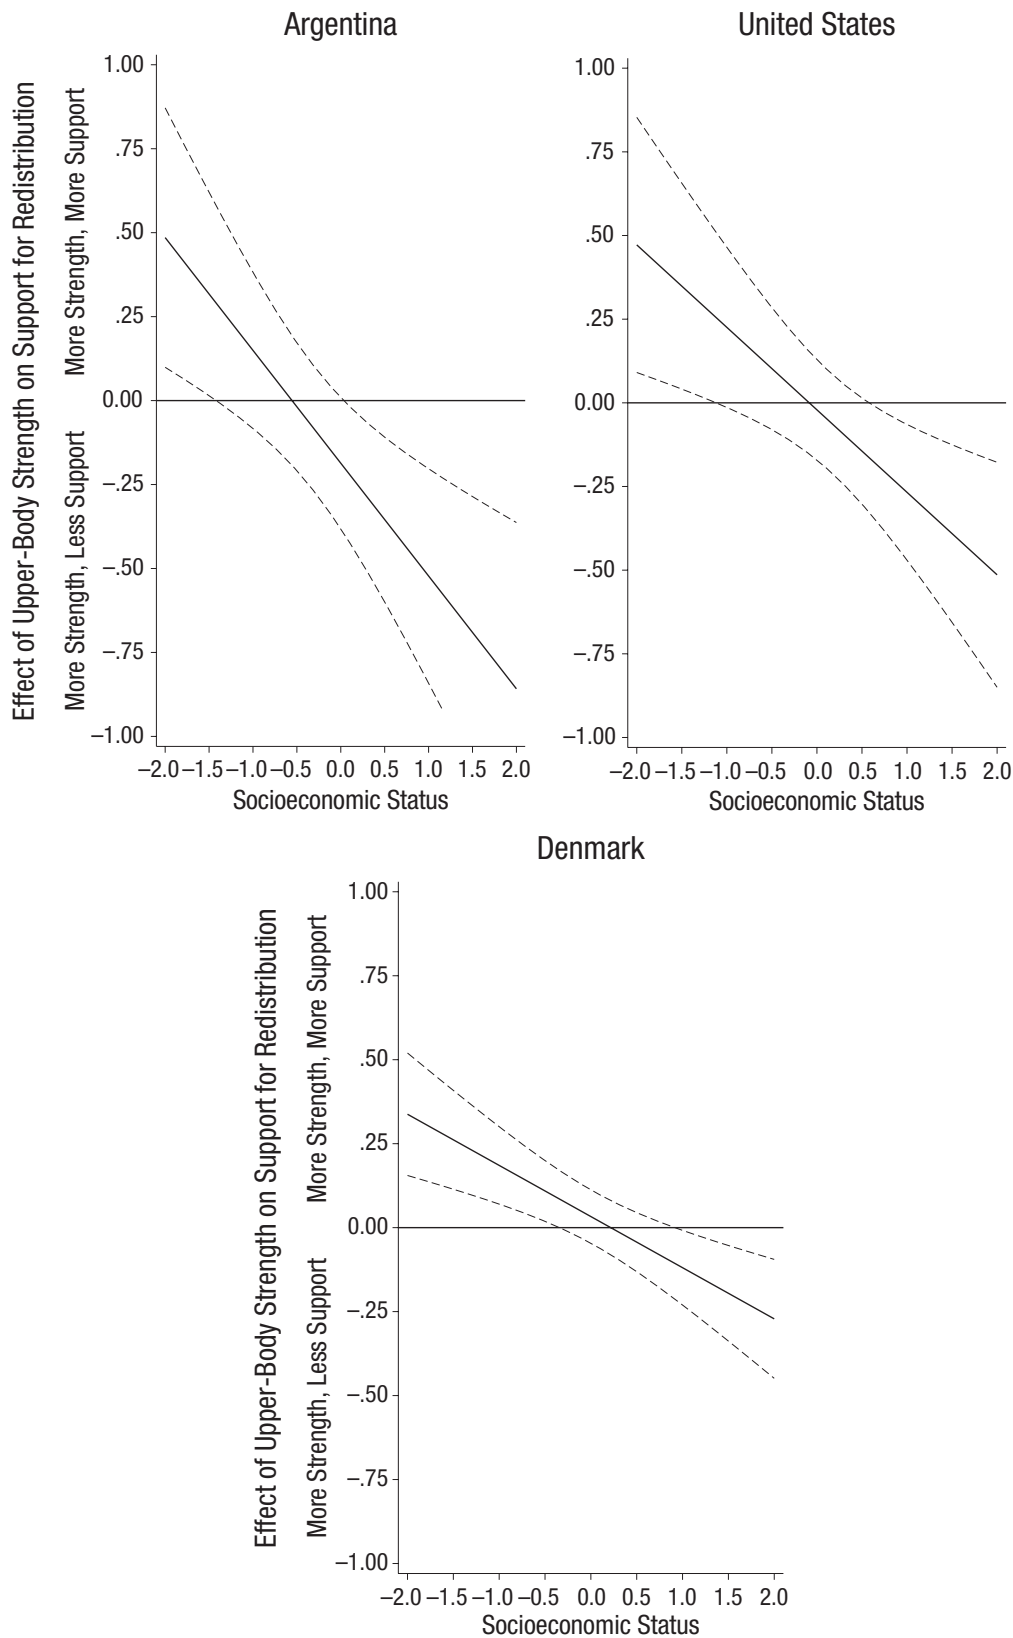 Argentina
Effect of Upper-Body Strength on Support for Redistribution
More Strength, Less Support
More Strength, More Support
1.00
.75
.50
.25
0.00
–.25
–.50
–.75
–1.00
–2.0 –1.5 –1.0 –0.5 0.0 0.5 1.0 1.5 2.0
Socioeconomic Status
United States
1.00
.75
.50
.25
0.00
–.25
–.50
–.75
–1.00
–2.0 –1.5 –1.0 –0.5 0.0 0.5 1.0 1.5 2.0
Socioeconomic Status
Denmark
Effect of Upper-Body Strength on Support for Redistribution
More Strength, Less Support
More Strength, More Support
1.00
.75
.50
.25
0.00
–.25
–.50
–.75
–1.00
–2.0 –1.5 –1.0 –0.5 0.0 0.5 1.0 1.5 2.0
Socioeconomic Status